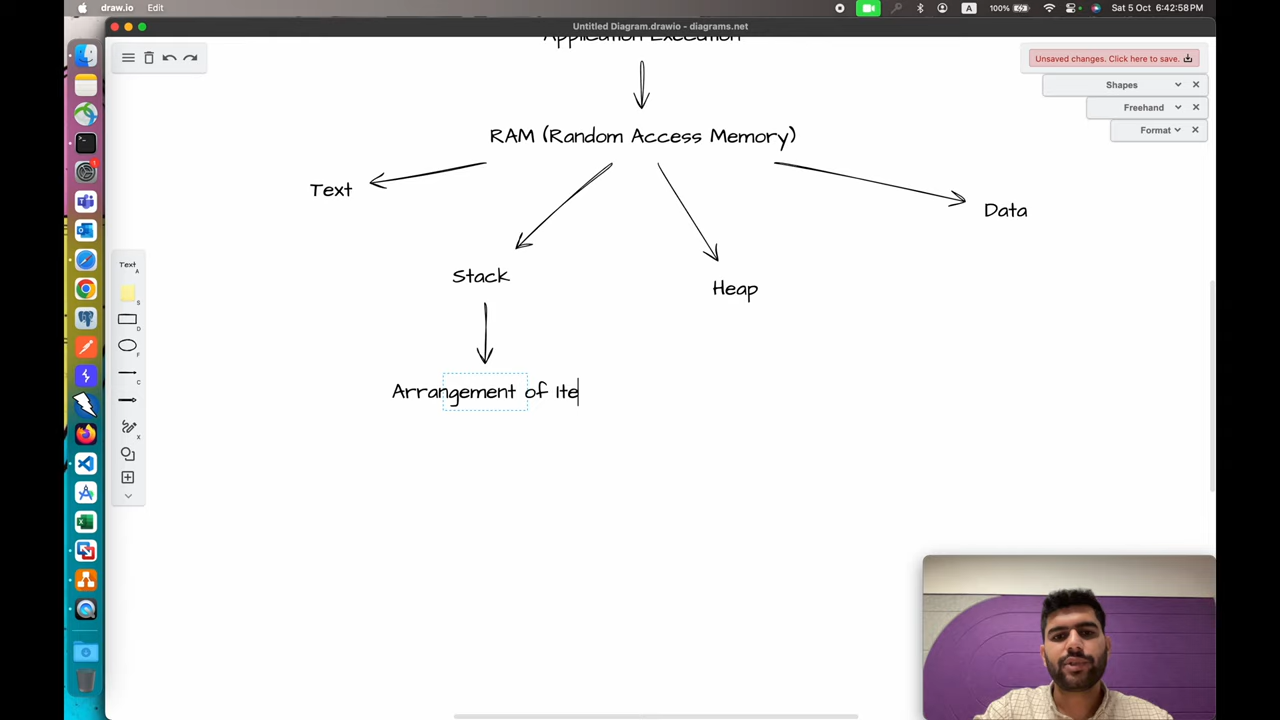 draw.io Edit 100% A Sat 5 Oct 6:42:58 PM
Untitled Diagram.drawio - diagrams.net
Application Execution
Unsaved changes. Click here to save.
Shapes
Freehand
Format
RAM (Random Access Memory)
Text
Data
Stack
Heap
Text
A
S
D
F
C
X
Arrangement of Ite
1